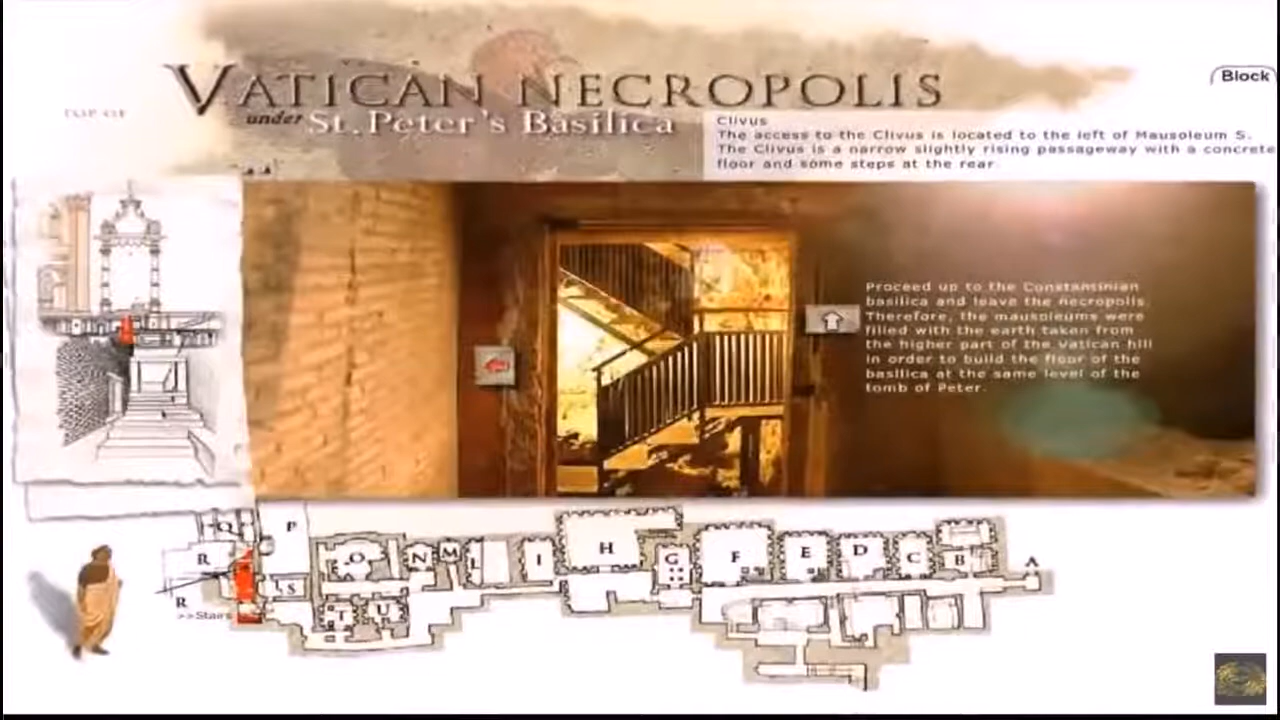 Block
VATICAN NECROPOLIS
TOP OF
under St. Peter's Basilica
Clivus
The access to the Clivus is located to the left of Mausoleum S.
The Clivus is a narrow slightly rising passageway with a concrete
floor and some steps at the rear.
Proceed up to the Constantinian
basilica and leave the necropolis.
Therefore, the mausoleums were
filled with the earth taken from
the higher part of the Vatican hill
in order to build the floor of the
basilica at the same level of the
tomb of Peter.
Q P
R O N M L I H G F E D C B A
S
R T U
>>Stairs